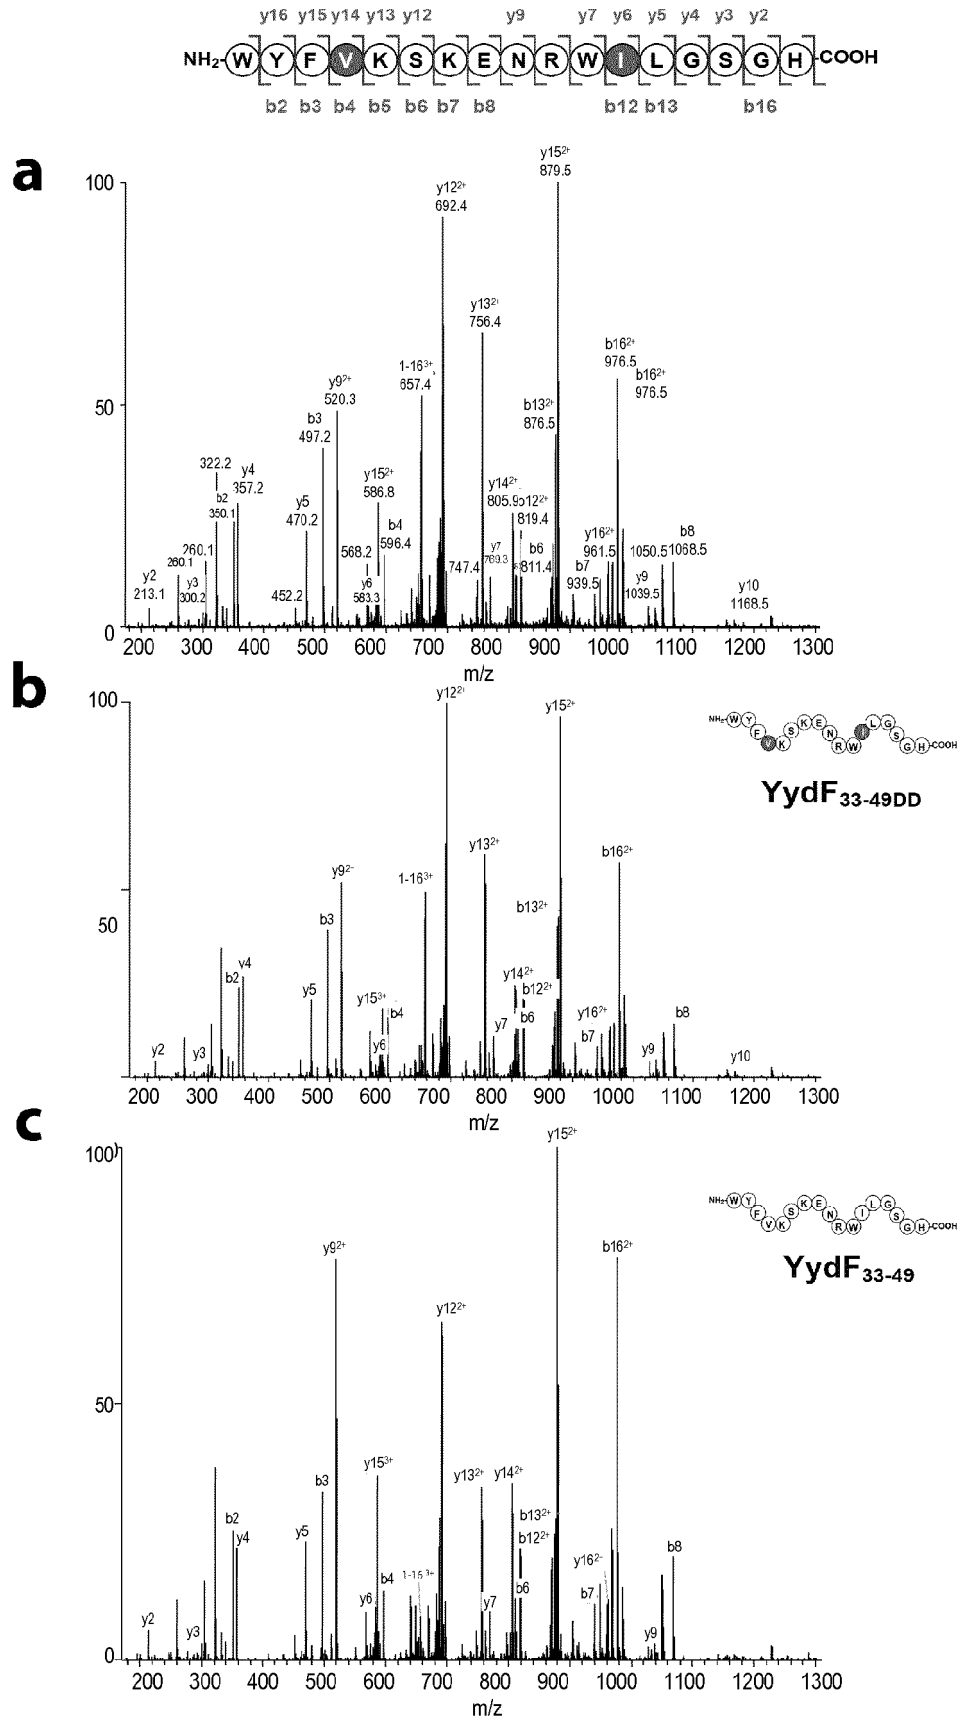 y16 y15 y14 y13 y12 y9 y7 y6 y5 y4 y3 y2
NH₂-W Y F V K S K E N R W I L G S G H-COOH
b2 b3 b4 b5 b6 b7 b8 b12 b13 b16
a
y15²⁺
879.5
100
y12²⁺
692.4
y13²⁺
756.4
b16²⁺
976.5
b16²⁺
976.5
1-16³⁺
657.4
y9²⁺
520.3
50
b13²⁺
876.5
b3
497.2
322.2
y4
357.2
y15²⁺
586.8
y14²⁺
805.9
b12²⁺
819.4
b2
350.1
y5
470.2
b4
596.4
y16²⁺
961.5
b8
1068.5
260.1
260.1
568.2
y7
769.3
b6
811.4
1050.5
y2
213.1
y3
300.2
452.2
y6
583.3
747.4
b7
939.5
y9
1039.5
y10
1168.5
0
200 300 400 500 600 700 800 900 1000 1100 1200 1300
m/z
b
100
y12²⁺
y15²⁺
NH₂-W Y F V K S K E N R W I L G S G H-COOH
YydF33-49DD
y13²⁺
b16²⁺
y9²⁺
1-16³⁺
b13²⁺
b3
50
y4
b2
y5
y15³⁺
b4
y14²⁺
b12²⁺
b6
y16²⁺
b8
y2
y3
y6
y7
b7
y9
y10
200 300 400 500 600 700 800 900 1000 1100 1200 1300
m/z
c
y15²⁺
100
NH₂-W Y F V K S K E N R W I L G S G H-COOH
YydF33-49
y9²⁺
b16²⁺
y12²⁺
50
b3
y15³⁺
y13²⁺
y14²⁺
b2
y4
y5
b13²⁺
b12²⁺
b8
y6
b4
1-16³⁺
y7
b6
y16²⁺
b7
y2
y3
y9
0
200 300 400 500 600 700 800 900 1000 1100 1200 1300
m/z